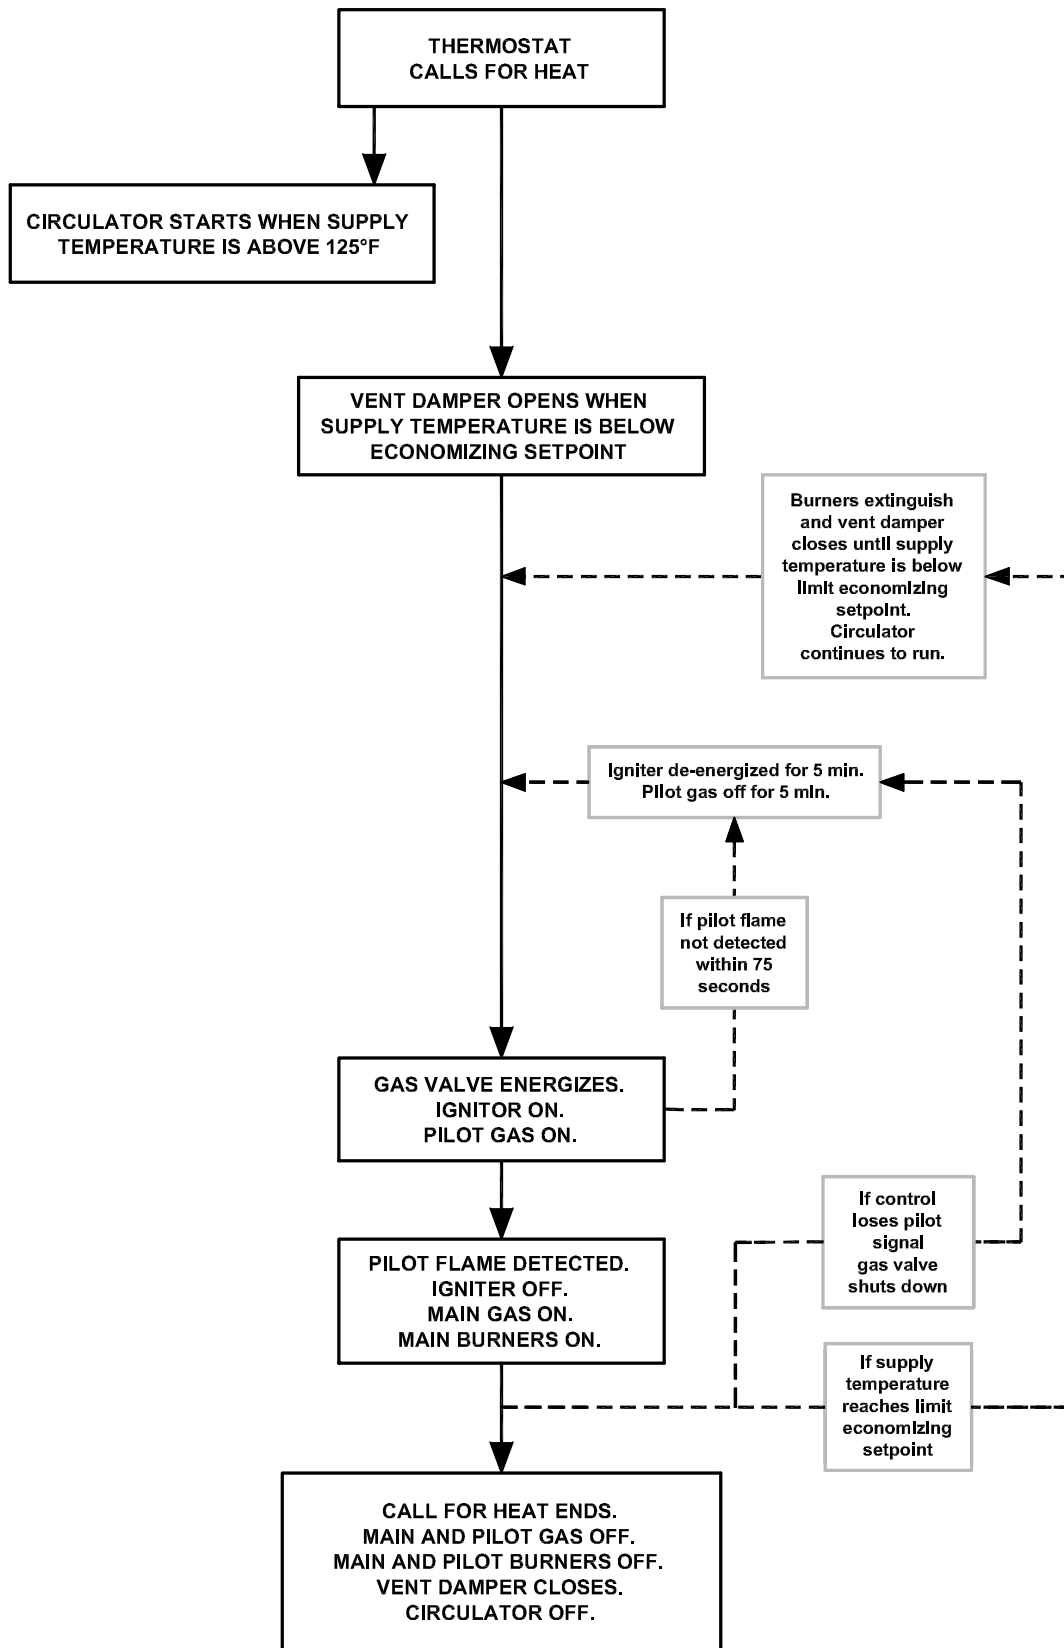 THERMOSTAT
CALLS FOR HEAT
CIRCULATOR STARTS WHEN SUPPLY
TEMPERATURE IS ABOVE 125°F
VENT DAMPER OPENS WHEN
SUPPLY TEMPERATURE IS BELOW
ECONOMIZING SETPOINT
Burners extinguish
and vent damper
closes until supply
temperature is below
limit economizing
setpoint.
Circulator
continues to run.
Igniter de-energized for 5 min.
Pilot gas off for 5 min.
If pilot flame
not detected
within 75
seconds
GAS VALVE ENERGIZES.
IGNITOR ON.
PILOT GAS ON.
If control
loses pilot
signal
gas valve
shuts down
PILOT FLAME DETECTED.
IGNITER OFF.
MAIN GAS ON.
MAIN BURNERS ON.
If supply
temperature
reaches limit
economizing
setpoint
CALL FOR HEAT ENDS.
MAIN AND PILOT GAS OFF.
MAIN AND PILOT BURNERS OFF.
VENT DAMPER CLOSES.
CIRCULATOR OFF.